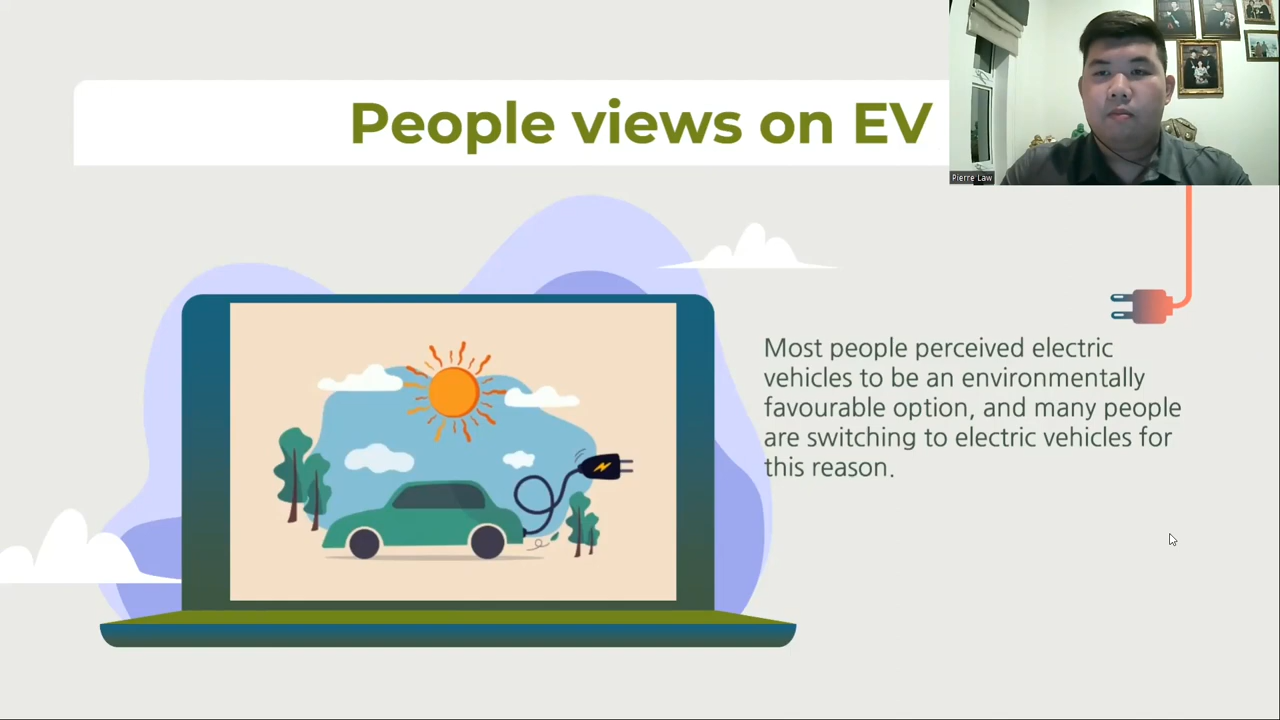 People views on EV
Pierre Law
Most people perceived electric
vehicles to be an environmentally
favourable option, and many people
are switching to electric vehicles for
this reason.